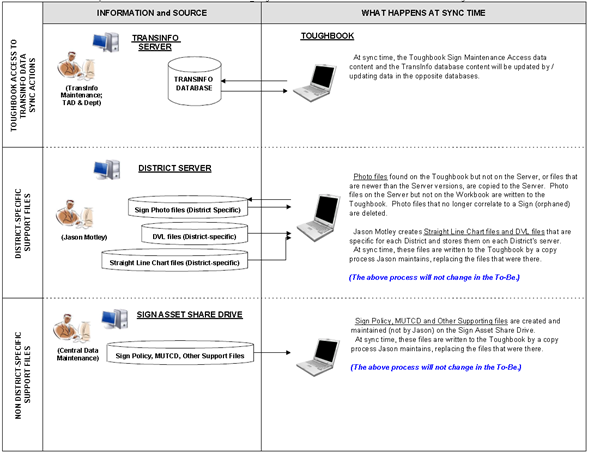 INFORMATION and SOURCE
WHAT HAPPENS AT SYNC TIME
TOUGHBOOK ACCESS TO
TRANSINFO DATA
SYNC ACTIONS
TRANSINFO
SERVER
(TransInfo
Maintenance;
TAD & Dept)
TRANSINFO
DATABASE
TOUGHBOOK
At sync time, the Toughbook Sign Maintenance Access data
content and the TransInfo database content will be updated by /
updating data in the opposite databases.
DISTRICT-SPECIFIC
SUPPORT FILES
DISTRICT SERVER
(Jason Motley)
Sign Photo files (District Specific)
DVL files (District-specific)
Straight Line Chart files (District-specific)
Photo files found on the Toughbook but not on the Server, or files that
are newer than the Server versions, are copied to the Server. Photo
files on the Server but not on the Workbook are written to the
Toughbook. Photo files that no longer correlate to a Sign (orphaned)
are deleted.
Jason Motley creates Straight Line Chart files and DVL files that are
specific for each District and stores them on each District's server.
At sync time, these files are written to the Toughbook by a copy
process Jason maintains, replacing the files that were there.
(The above process will not change in the To-Be.)
NON DISTRICT-SPECIFIC
SUPPORT FILES
SIGN ASSET SHARE DRIVE
(Central Data
Maintenance)
Sign Policy, MUTCD, Other Support Files
Sign Policy, MUTCD and Other Supporting files are created and
maintained (not by Jason) on the Sign Asset Share Drive.
At sync time, these files are written to the Toughbook by a copy
process Jason maintains, replacing the files that were there.
(The above process will not change in the To-Be.)